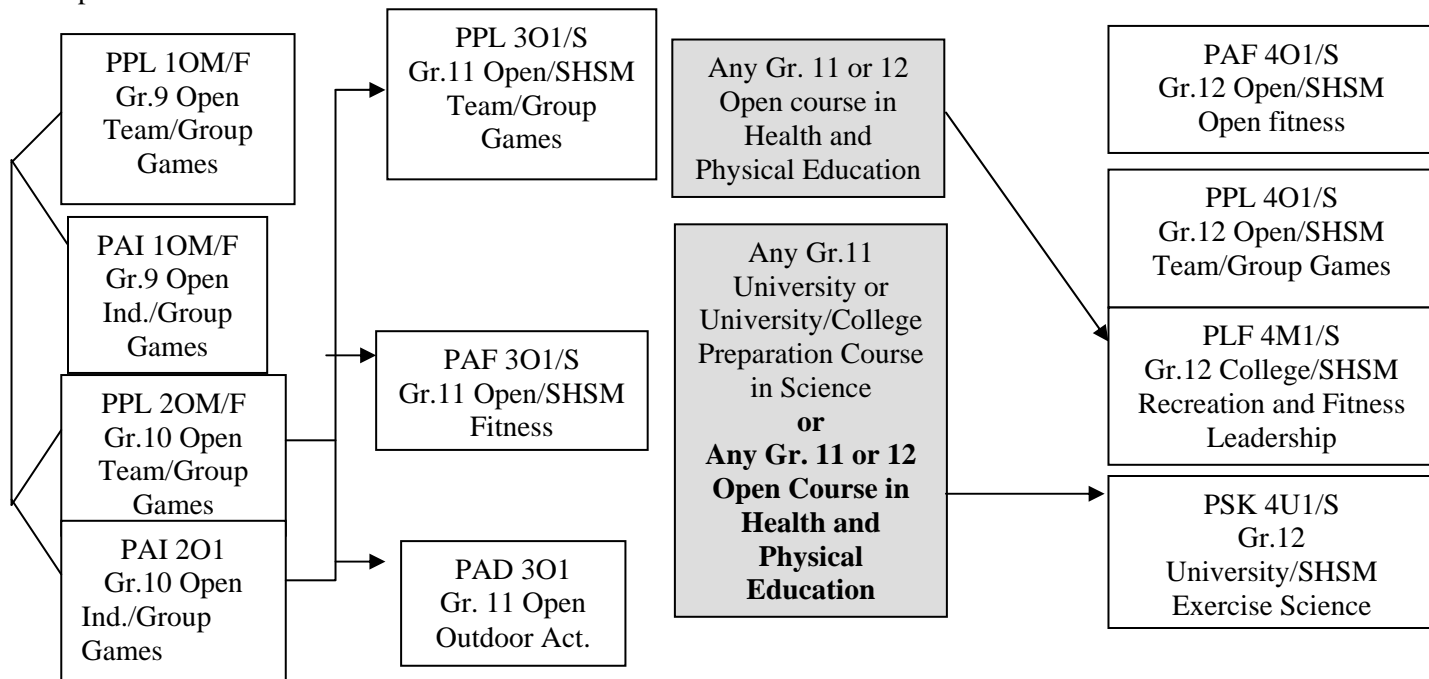 PPL 1OM/F
Gr.9 Open
Team/Group
Games
PAI 1OM/F
Gr.9 Open
Ind./Group
Games
PPL 2OM/F
Gr.10 Open
Team/Group
Games
PAI 2O1
Gr.10 Open
Ind./Group
Games
PPL 3O1/S
Gr.11 Open/SHSM
Team/Group
Games
PAF 3O1/S
Gr.11 Open/SHSM
Fitness
PAD 3O1
Gr. 11 Open
Outdoor Act.
Any Gr. 11 or 12
Open course in
Health and
Physical Education
Any Gr.11
University or
University/College
Preparation Course
in Science
or
Any Gr. 11 or 12
Open Course in
Health and
Physical
Education
PAF 4O1/S
Gr.12 Open/SHSM
Open fitness
PPL 4O1/S
Gr.12 Open/SHSM
Team/Group Games
PLF 4M1/S
Gr.12 College/SHSM
Recreation and Fitness
Leadership
PSK 4U1/S
Gr.12
University/SHSM
Exercise Science